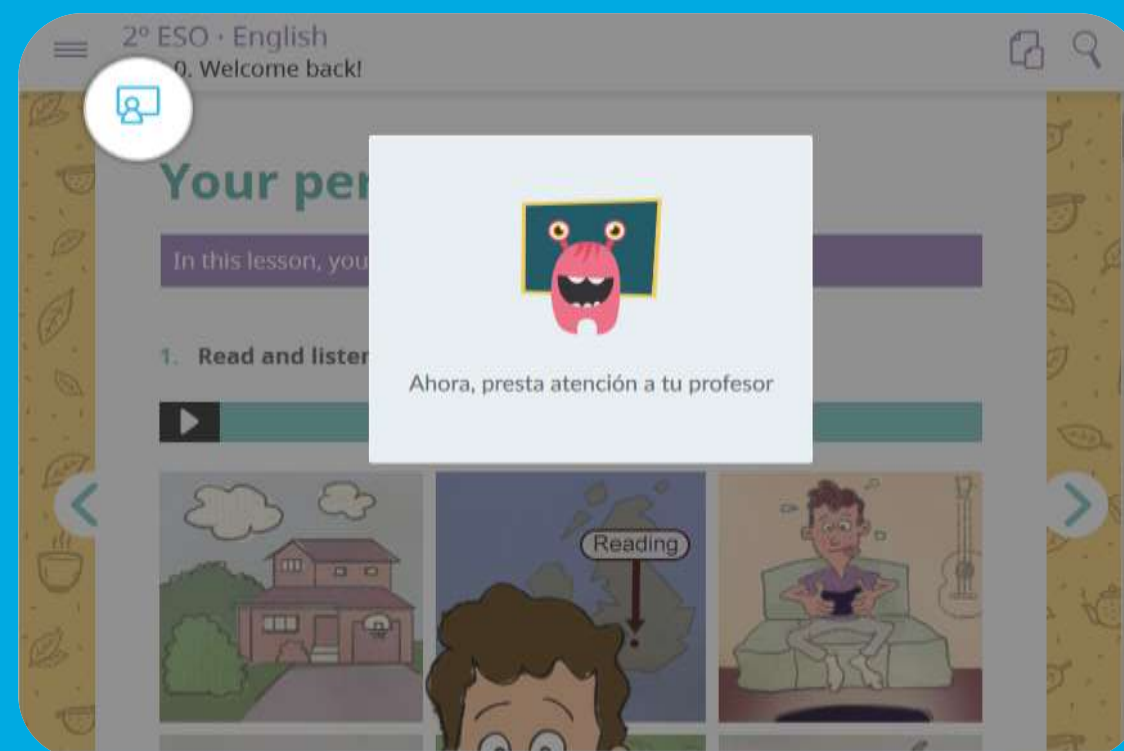 2º ESO · English
0. Welcome back!
Your per
In this lesson, you
1. Read and lister
Ahora, presta atención a tu profesor
Reading